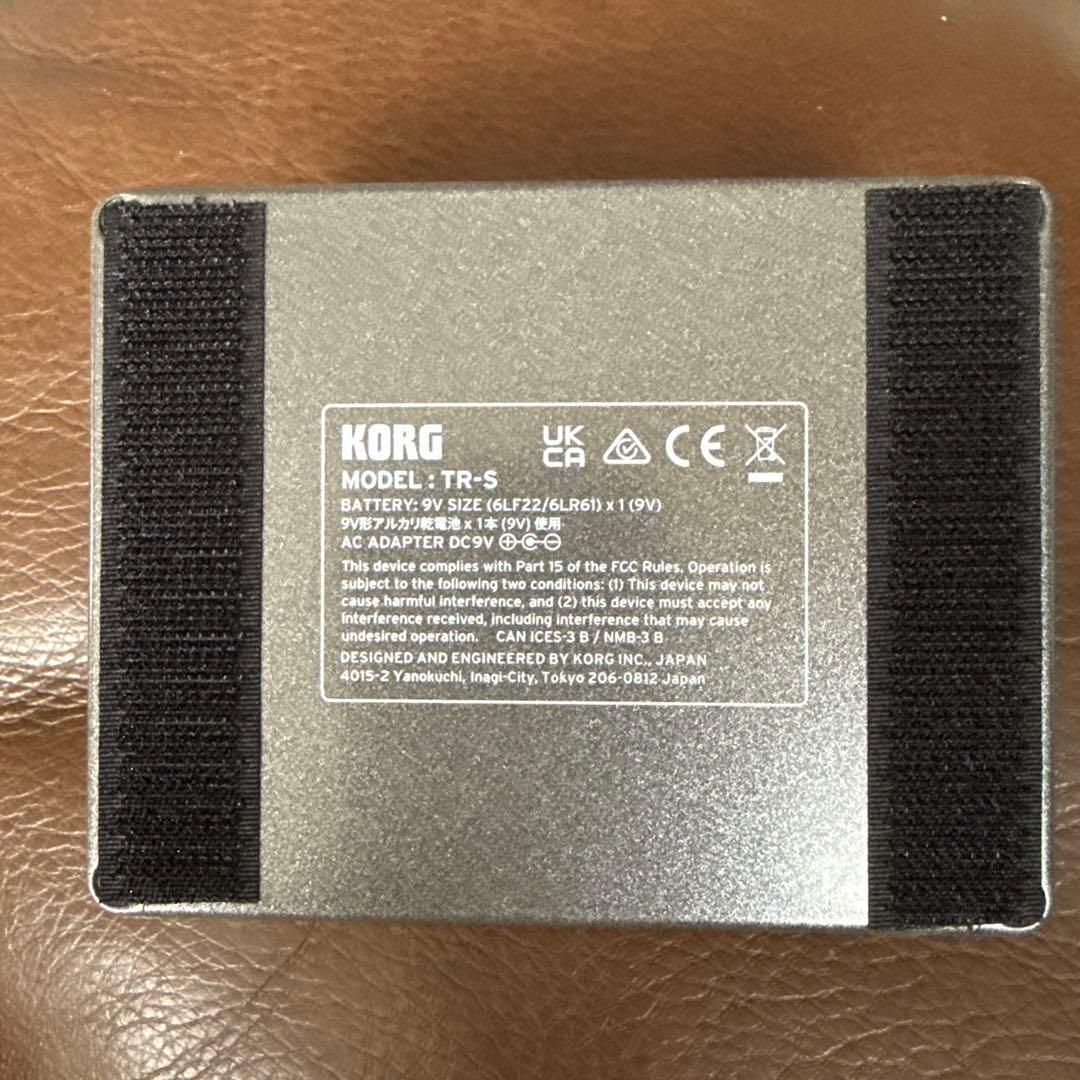 KORG
UK
CA
CE
MODEL : TR-S
BATTERY: 9V SIZE (6LF22/6LR61) x 1 (9V)
9V形アルカリ乾電池 x 1本 (9V) 使用
AC ADAPTER DC9V
This device complies with Part 15 of the FCC Rules. Operation is
subject to the following two conditions: (1) This device may not
cause harmful interference, and (2) this device must accept any
interference received, including interference that may cause
undesired operation. CAN ICES-3 B / NMB-3 B
DESIGNED AND ENGINEERED BY KORG INC., JAPAN
4015-2 Yanokuchi, Inagi-City, Tokyo 206-0812 Japan